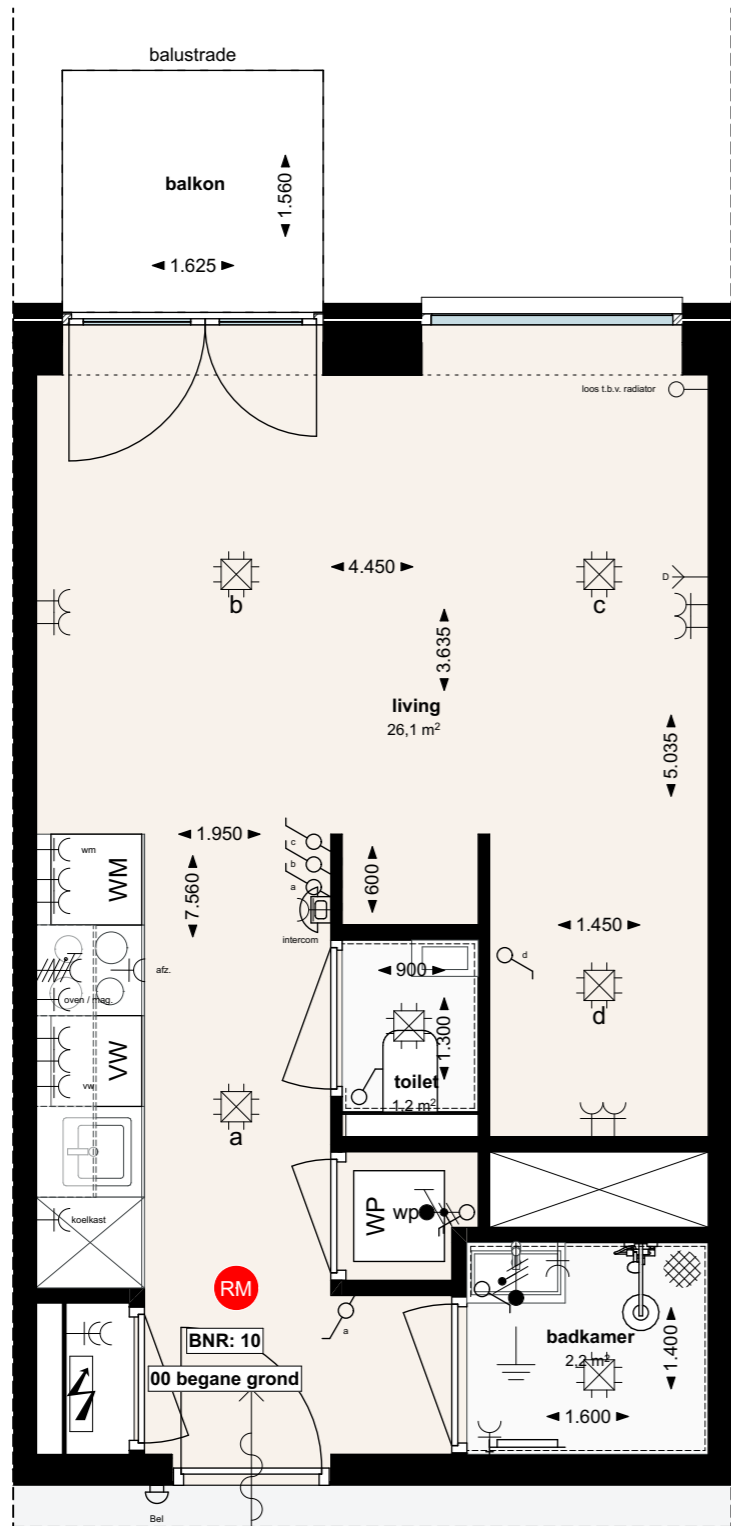 balustrade
balkon
1.560
1.625
loos t.b.v. radiator
4.450
b
c
D
3.635
living
26,1 m²
5.035
1.950
wm
WM
7.560
c
b
a
600
intercom
1.450
afz.
900
d
oven / mag.
d
1.300
VW
vw
toilet
1,2 m²
a
WP
wp
koelkast
RM
a
BNR: 10
badkamer
2,2 m²
1.400
00 begane grond
1.600
Bel